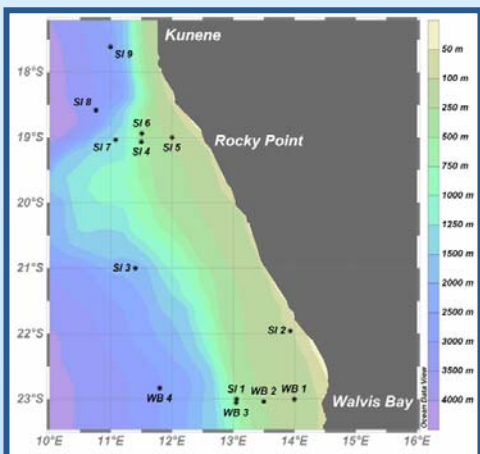 Kunene
SI 9
50 m
18°S
100 m
SI 8
250 m
SI 6
19°S
Rocky Point
500 m
SI 7
SI 4
SI 5
750 m
20°S
1000 m
1250 m
21°S
SI 3
1500 m
2000 m
22°S
SI 2
2500 m
3000 m
SI 1
WB 2
WB 1
3500 m
23°S
WB 4
WB 3
Walvis Bay
4000 m
Ocean Data View
10°E
11°E
12°E
13°E
14°E
15°E
16°E